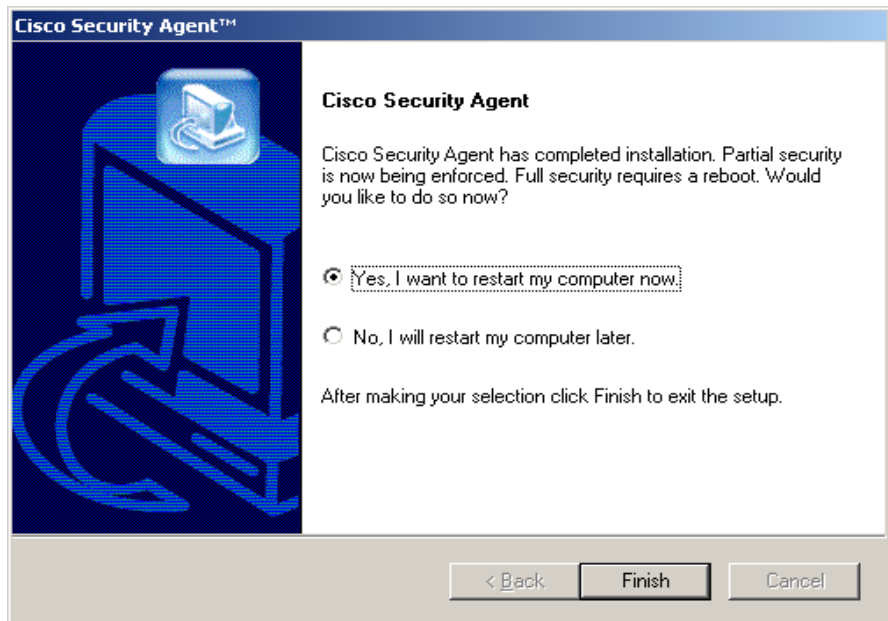 Cisco Security Agent™
Cisco Security Agent
Cisco Security Agent has completed installation. Partial security
is now being enforced. Full security requires a reboot. Would
you like to do so now?
Yes, I want to restart my computer now.
No, I will restart my computer later.
After making your selection click Finish to exit the setup.
< Back
Finish
Cancel